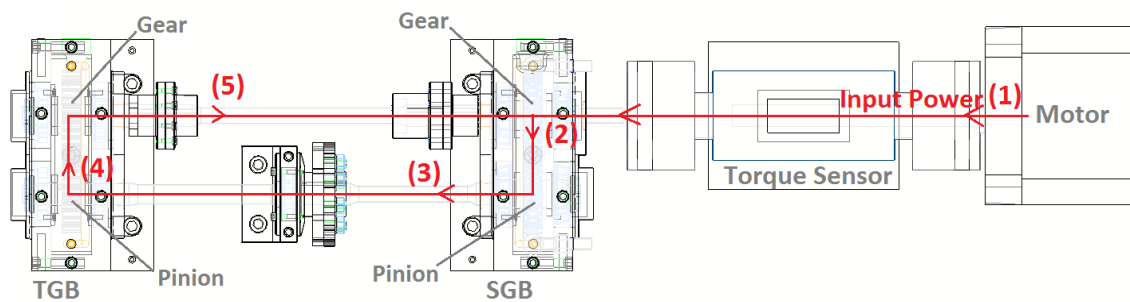 Gear
Gear
(5)
Input Power
(1)
Motor
(2)
(4)
(3)
Torque Sensor
Pinion
Pinion
TGB
SGB